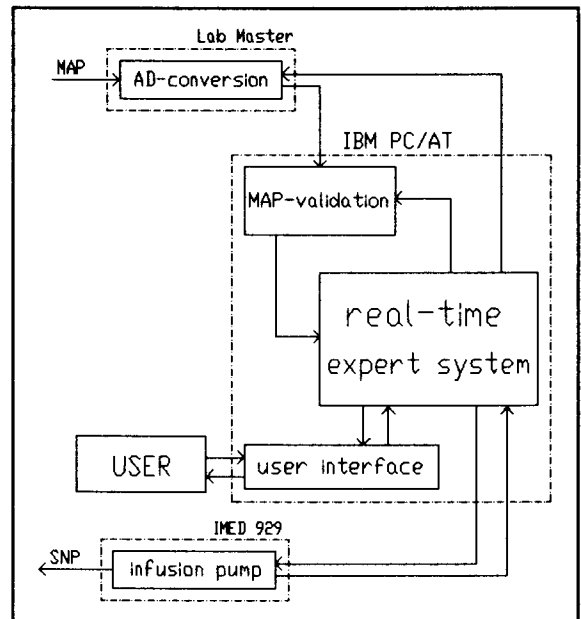 Lab Master
MAP
AD-conversion
IBM PC/AT
MAP-validation
real-time
expert system
USER
user interface
IMED 929
SNP
infusion pump